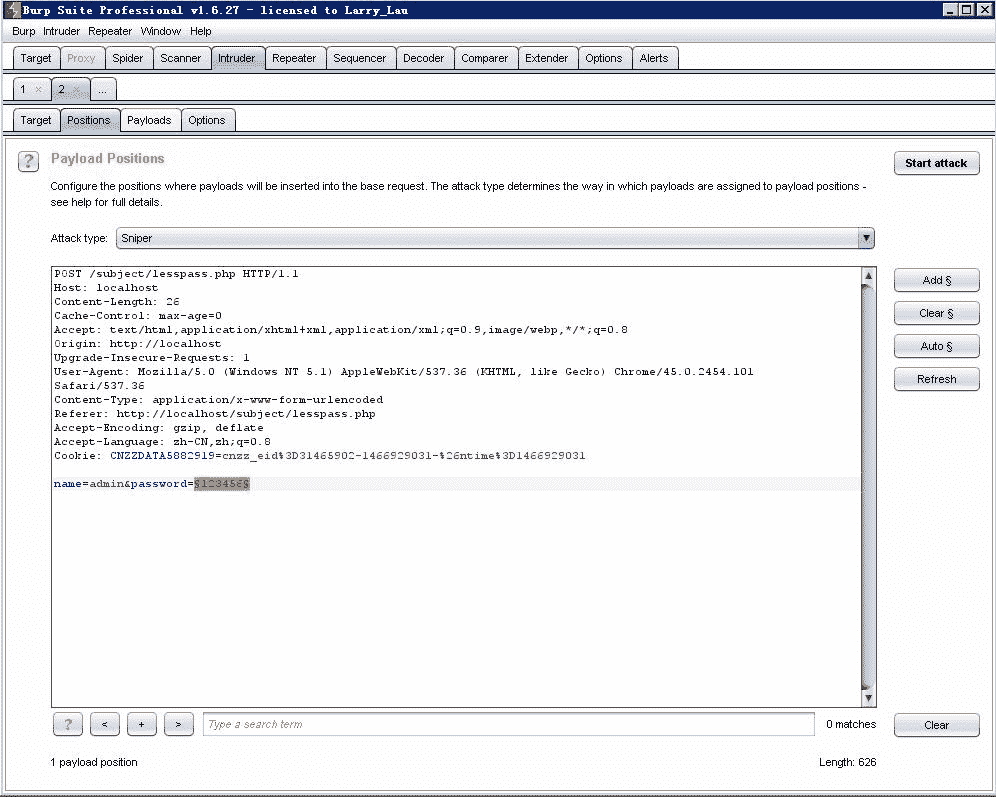 Burp Suite Professional v1.6.27 - licensed to Larry_Lau
Burp Intruder Repeater Window Help
Target Proxy Spider Scanner Intruder Repeater Sequencer Decoder Comparer Extender Options Alerts
1 × 2 × ...
Target Positions Payloads Options
? Payload Positions
Start attack
Configure the positions where payloads will be inserted into the base request. The attack type determines the way in which payloads are assigned to payload positions -
see help for full details.
Attack type: Sniper
POST /subject/lesspass.php HTTP/1.1
Host: localhost
Content-Length: 26
Cache-Control: max-age=0
Accept: text/html,application/xhtml+xml,application/xml;q=0.9,image/webp,*/*;q=0.8
Origin: http://localhost
Upgrade-Insecure-Requests: 1
User-Agent: Mozilla/5.0 (Windows NT 5.1) AppleWebKit/537.36 (KHTML, like Gecko) Chrome/45.0.2454.101
Safari/537.36
Content-Type: application/x-www-form-urlencoded
Referer: http://localhost/subject/lesspass.php
Accept-Encoding: gzip, deflate
Accept-Language: zh-CN,zh;q=0.8
Cookie: CNZZDATA5882919=cnzz_eid%3D31465902-1466929031-%26ntime%3D1466929031
name=admin&password=§123456§
Add §
Clear §
Auto §
Refresh
? < + > Type a search term 0 matches Clear
1 payload position Length: 626